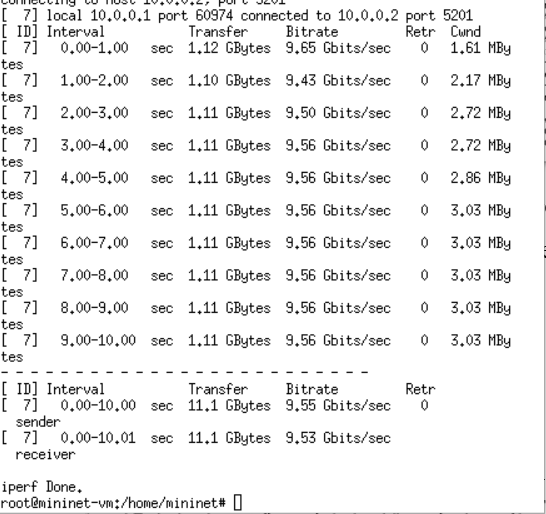 connecting to host 10.0.0.2, port 5201
[  7] local 10.0.0.1 port 60974 connected to 10.0.0.2 port 5201
[ ID] Interval           Transfer     Bitrate         Retr  Cwnd
[  7]   0.00-1.00   sec  1.12 GBytes  9.65 Gbits/sec    0   1.61 MBy
tes
[  7]   1.00-2.00   sec  1.10 GBytes  9.43 Gbits/sec    0   2.17 MBy
tes
[  7]   2.00-3.00   sec  1.11 GBytes  9.50 Gbits/sec    0   2.72 MBy
tes
[  7]   3.00-4.00   sec  1.11 GBytes  9.56 Gbits/sec    0   2.72 MBy
tes
[  7]   4.00-5.00   sec  1.11 GBytes  9.56 Gbits/sec    0   2.86 MBy
tes
[  7]   5.00-6.00   sec  1.11 GBytes  9.56 Gbits/sec    0   3.03 MBy
tes
[  7]   6.00-7.00   sec  1.11 GBytes  9.56 Gbits/sec    0   3.03 MBy
tes
[  7]   7.00-8.00   sec  1.11 GBytes  9.56 Gbits/sec    0   3.03 MBy
tes
[  7]   8.00-9.00   sec  1.11 GBytes  9.56 Gbits/sec    0   3.03 MBy
tes
[  7]   9.00-10.00  sec  1.11 GBytes  9.56 Gbits/sec    0   3.03 MBy
tes
- - - - - - - - - - - - - - - - - - - - - - - - -
[ ID] Interval           Transfer     Bitrate         Retr
[  7]   0.00-10.00  sec  11.1 GBytes  9.55 Gbits/sec    0
  sender
[  7]   0.00-10.01  sec  11.1 GBytes  9.53 Gbits/sec
  receiver
iperf Done.
root@mininet-vm:/home/mininet#